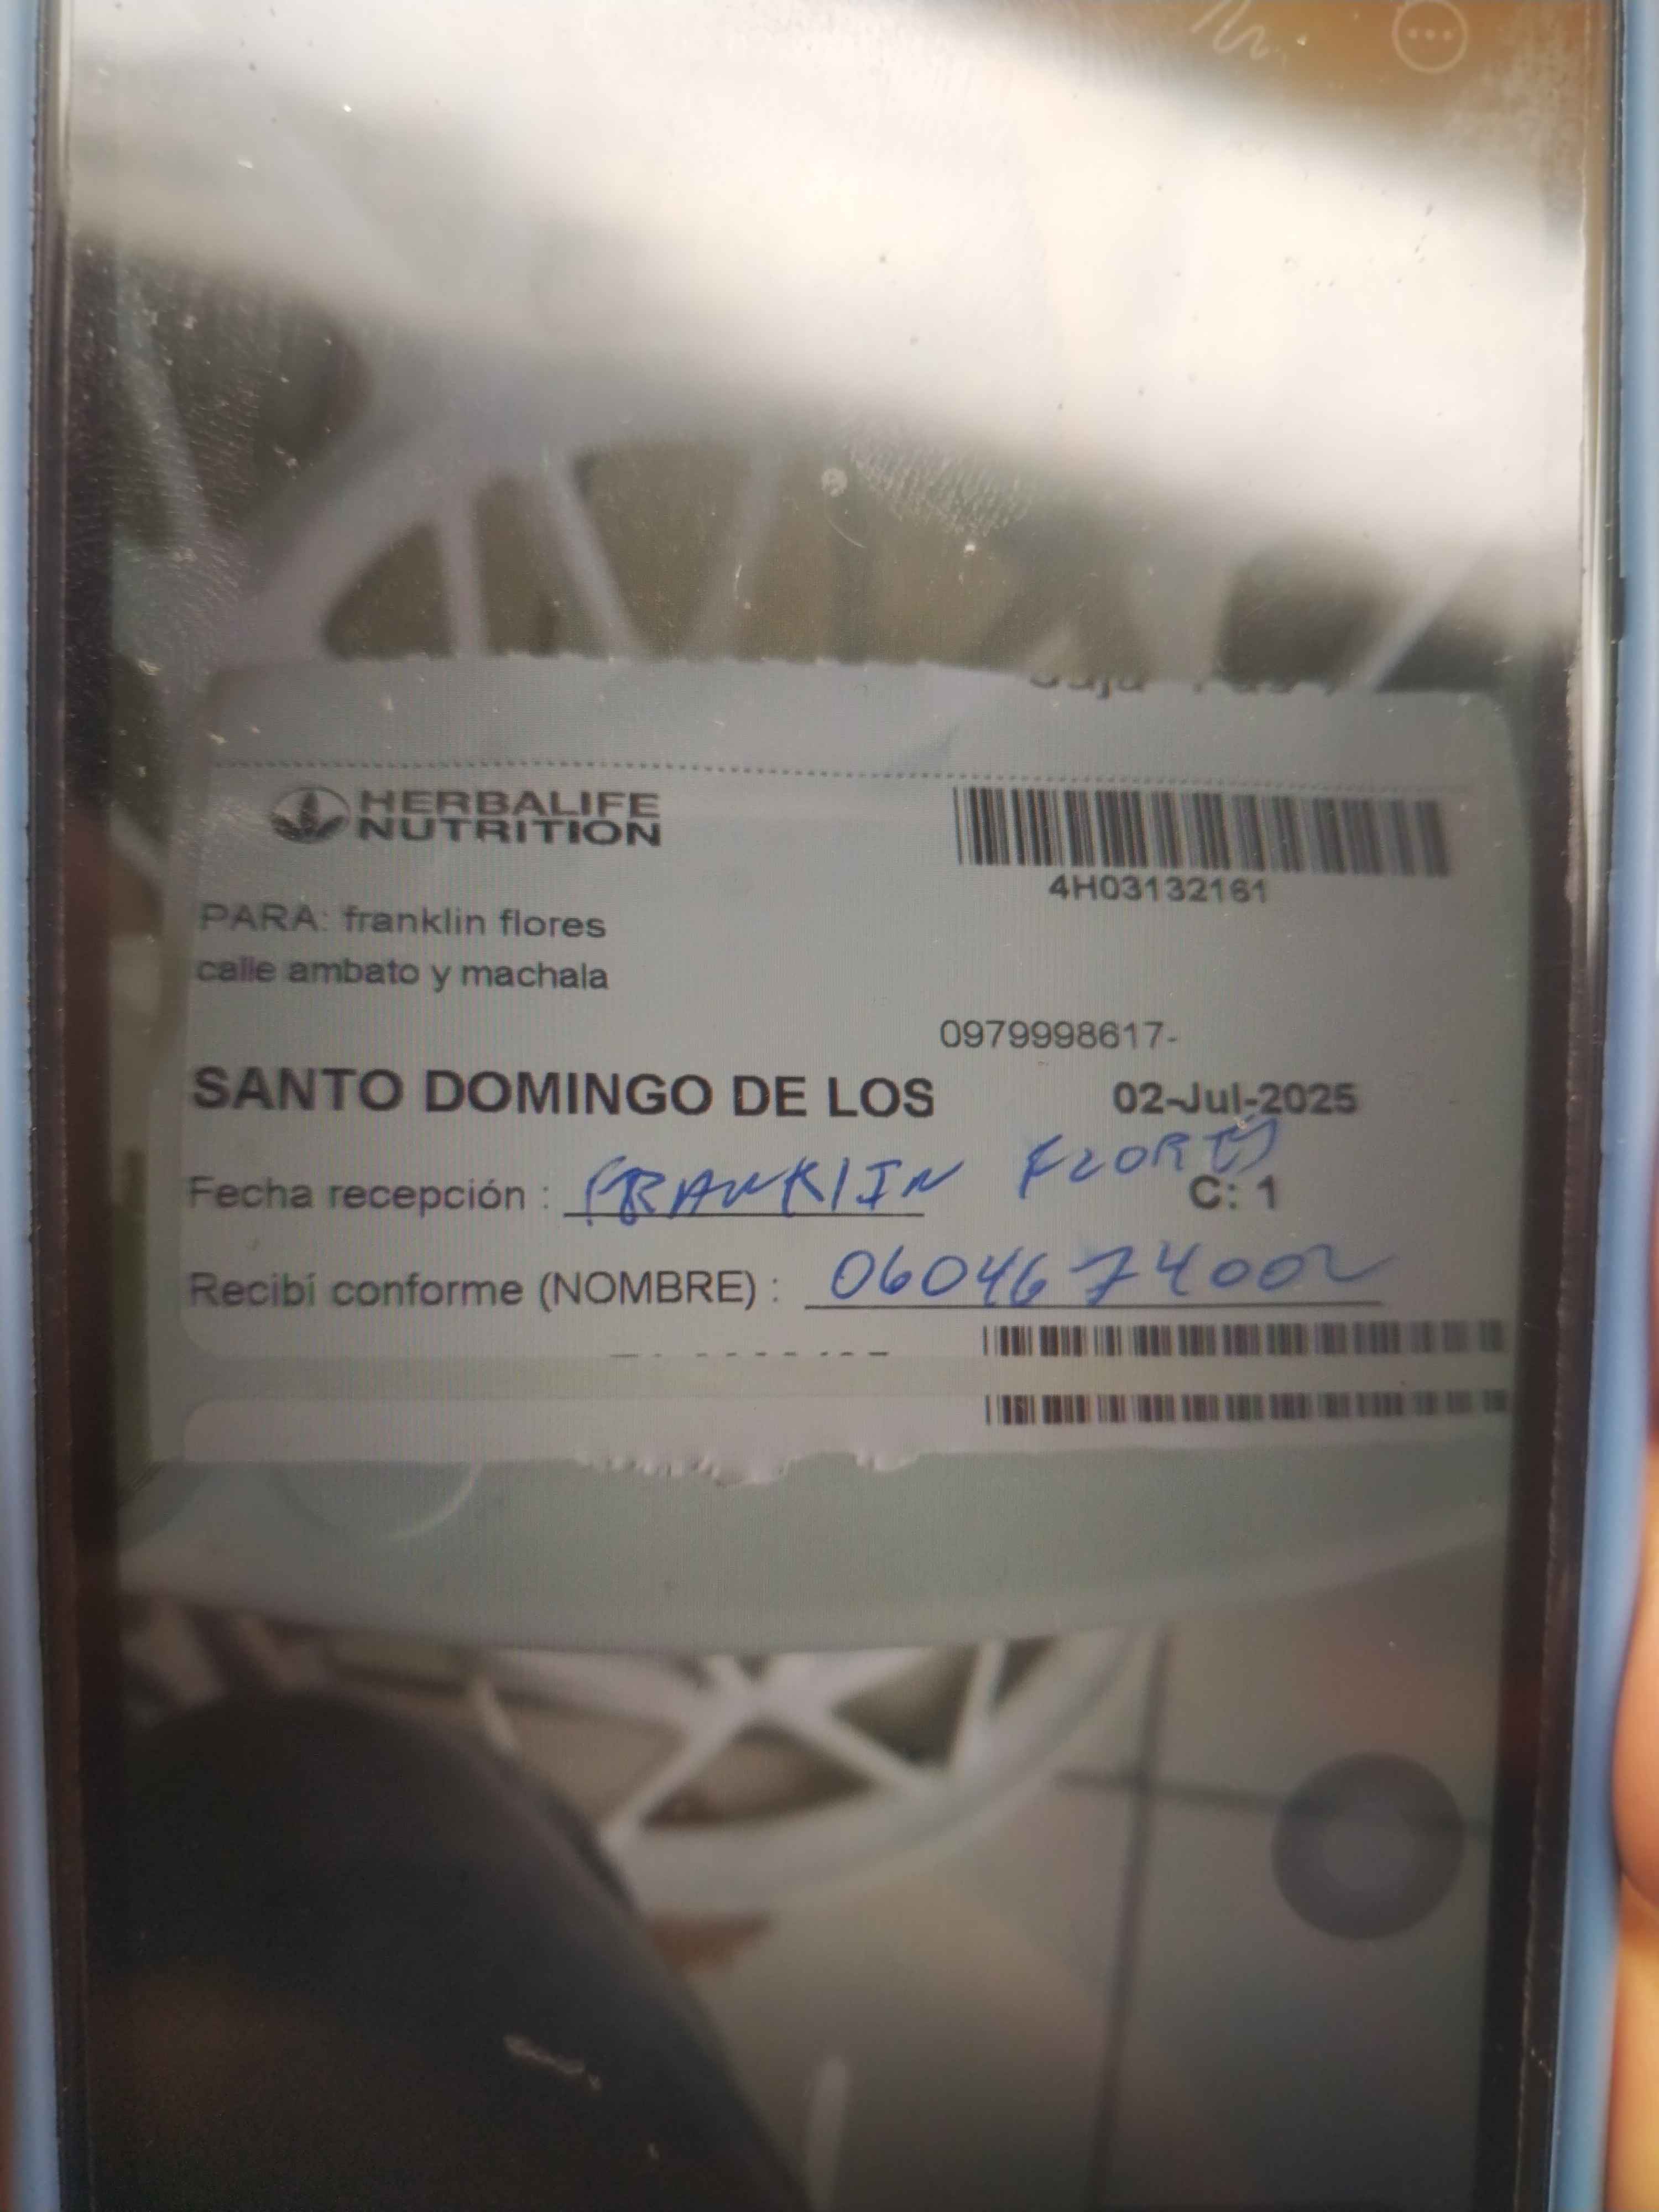 HERBALIFE
NUTRITION
4H03132161
PARA: franklin flores
calle ambato y machala
0979998617-
SANTO DOMINGO DE LOS
02-Jul-2025
Fecha recepción : FRANKLIN FLORES
C: 1
Recibí conforme (NOMBRE) : 0604674002